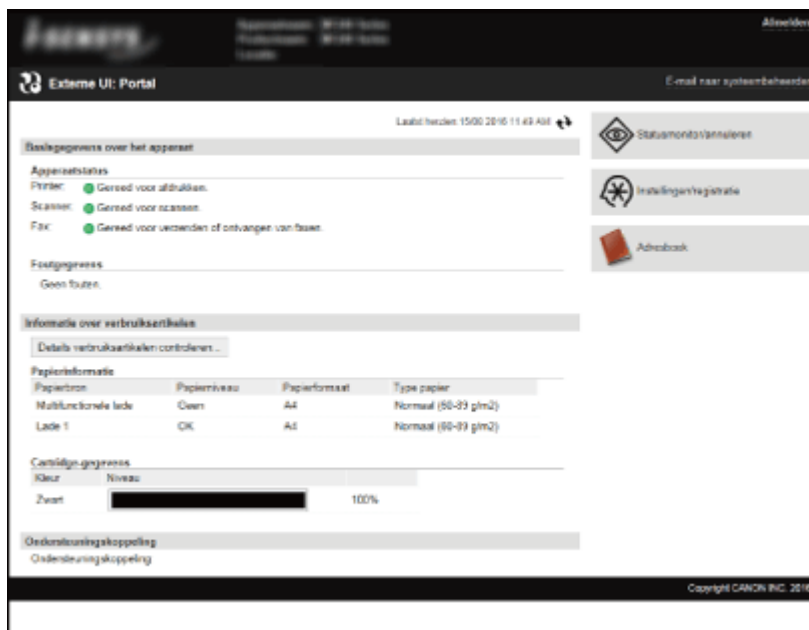 Afmelden
Externe UI: Portal
E-mail naar systeembeheerder
Laatst herzien: 2016 11:49 AM
Basisgegevens over het apparaat
Apparaatstatus
Printer: Gereed voor afdrukken.
Scanner: Gereed voor scannen.
Fax: Gereed voor verzenden of ontvangen van faxen.
Foutgegevens
Geen fouten.
Informatie over verbruiksartikelen
Details verbruiksartikelen controleren...
Papierinformatie
Papierbron Papierniveau Papierformaat Type papier
Multifunctionele lade Geen A4 Normaal (60-89 g/m2)
Lade 1 OK A4 Normaal (60-89 g/m2)
Cartridge-gegevens
Kleur Niveau
Zwart 100%
Ondersteuningskoppeling
Ondersteuningskoppeling
Statusmonitor/annuleren
Instellingen/registratie
Adresboek
Copyright CANON INC. 2016